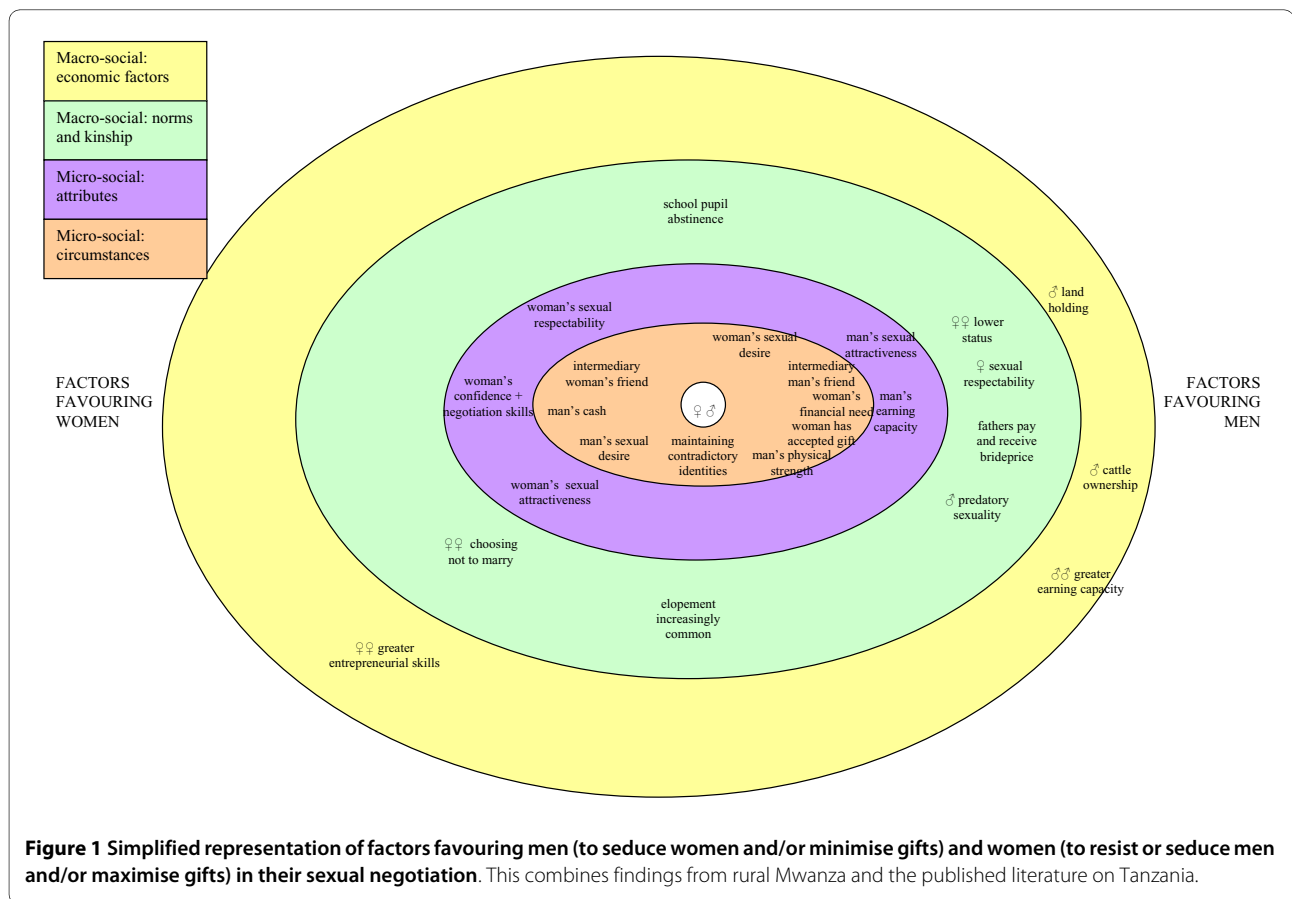 Macro-social:
economic factors
Macro-social: norms
and kinship
Micro-social:
attributes
Micro-social:
circumstances
FACTORS
FAVOURING
WOMEN
FACTORS
FAVOURING
MEN
school pupil
abstinence
♂ land
holding
woman's sexual
respectability
♀♀ lower
status
woman's sexual
desire
man's sexual
attractiveness
intermediary
woman's friend
intermediary
man's friend
♀ sexual
respectability
woman's
confidence +
negotiation skills
man's cash
♀♂
woman's
financial need
man's
earning
capacity
woman has
accepted gift
fathers pay
and receive
brideprice
man's sexual
desire
maintaining
contradictory
identities
man's physical
strength
♂ cattle
ownership
woman's sexual
attractiveness
♂ predatory
sexuality
♀♀ choosing
not to marry
♂♂ greater
earning capacity
elopement
increasingly
common
♀♀ greater
entrepreneurial skills
Figure 1 Simplified representation of factors favouring men (to seduce women and/or minimise gifts) and women (to resist or seduce men
and/or maximise gifts) in their sexual negotiation. This combines findings from rural Mwanza and the published literature on Tanzania.